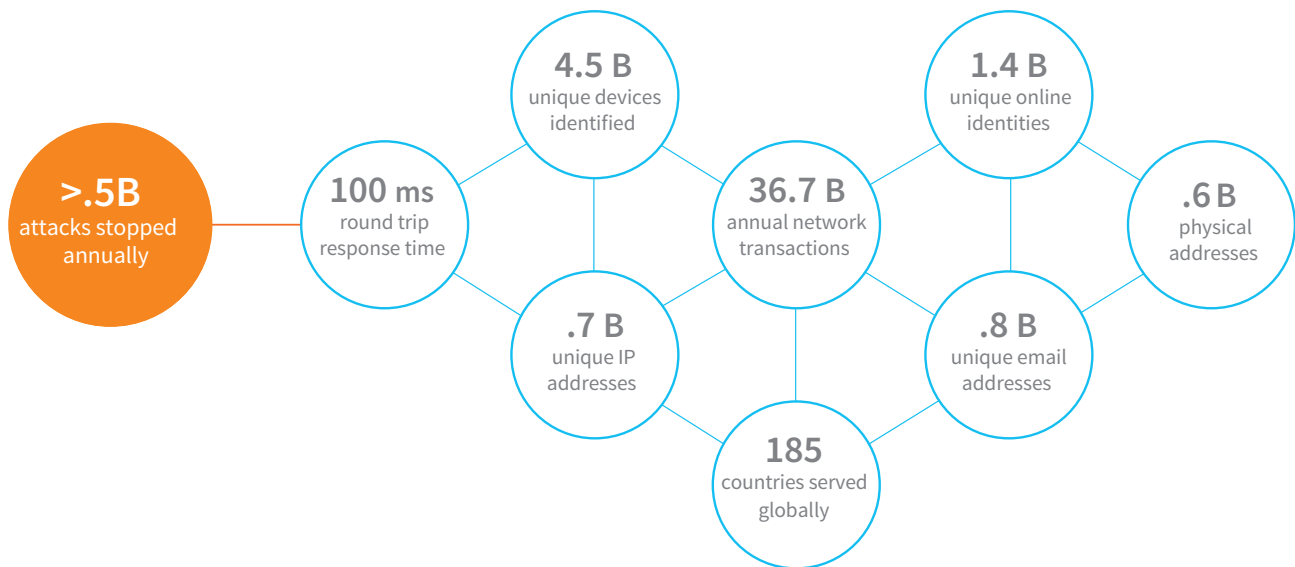 >.5B
attacks stopped
annually
100 ms
round trip
response time
4.5 B
unique devices
identified
.7 B
unique IP
addresses
36.7 B
annual network
transactions
185
countries served
globally
1.4 B
unique online
identities
.8 B
unique email
addresses
.6 B
physical
addresses